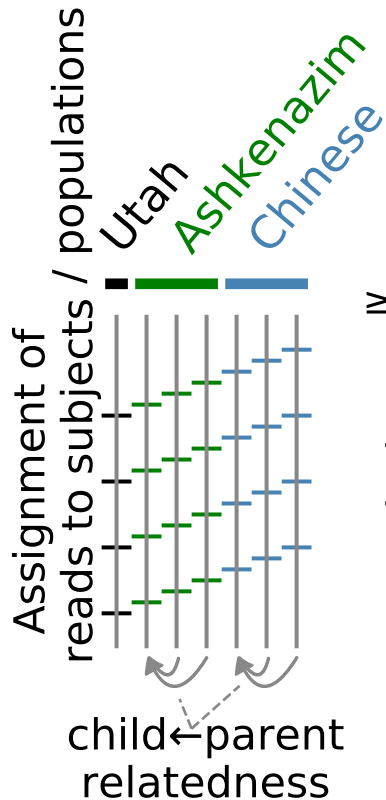 Assignment of
reads to subjects / populations
Utah
Ashkenazim
Chinese
child←parent
relatedness